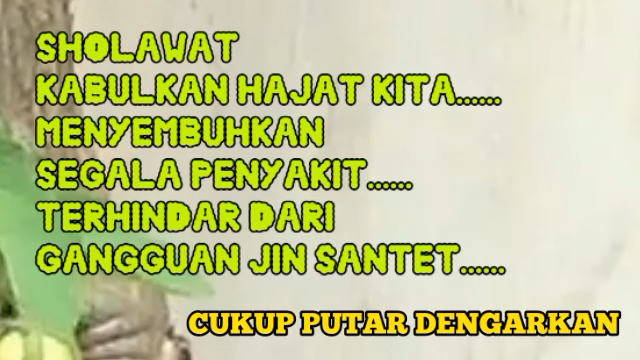 SHOLAWAT
KABULKAN HAJAT KITA......
MENYEMBUHKAN
SEGALA PENYAKIT......
TERHINDAR DARI
GANGGUAN JIN SANTET......
CUKUP PUTAR DENGARKAN